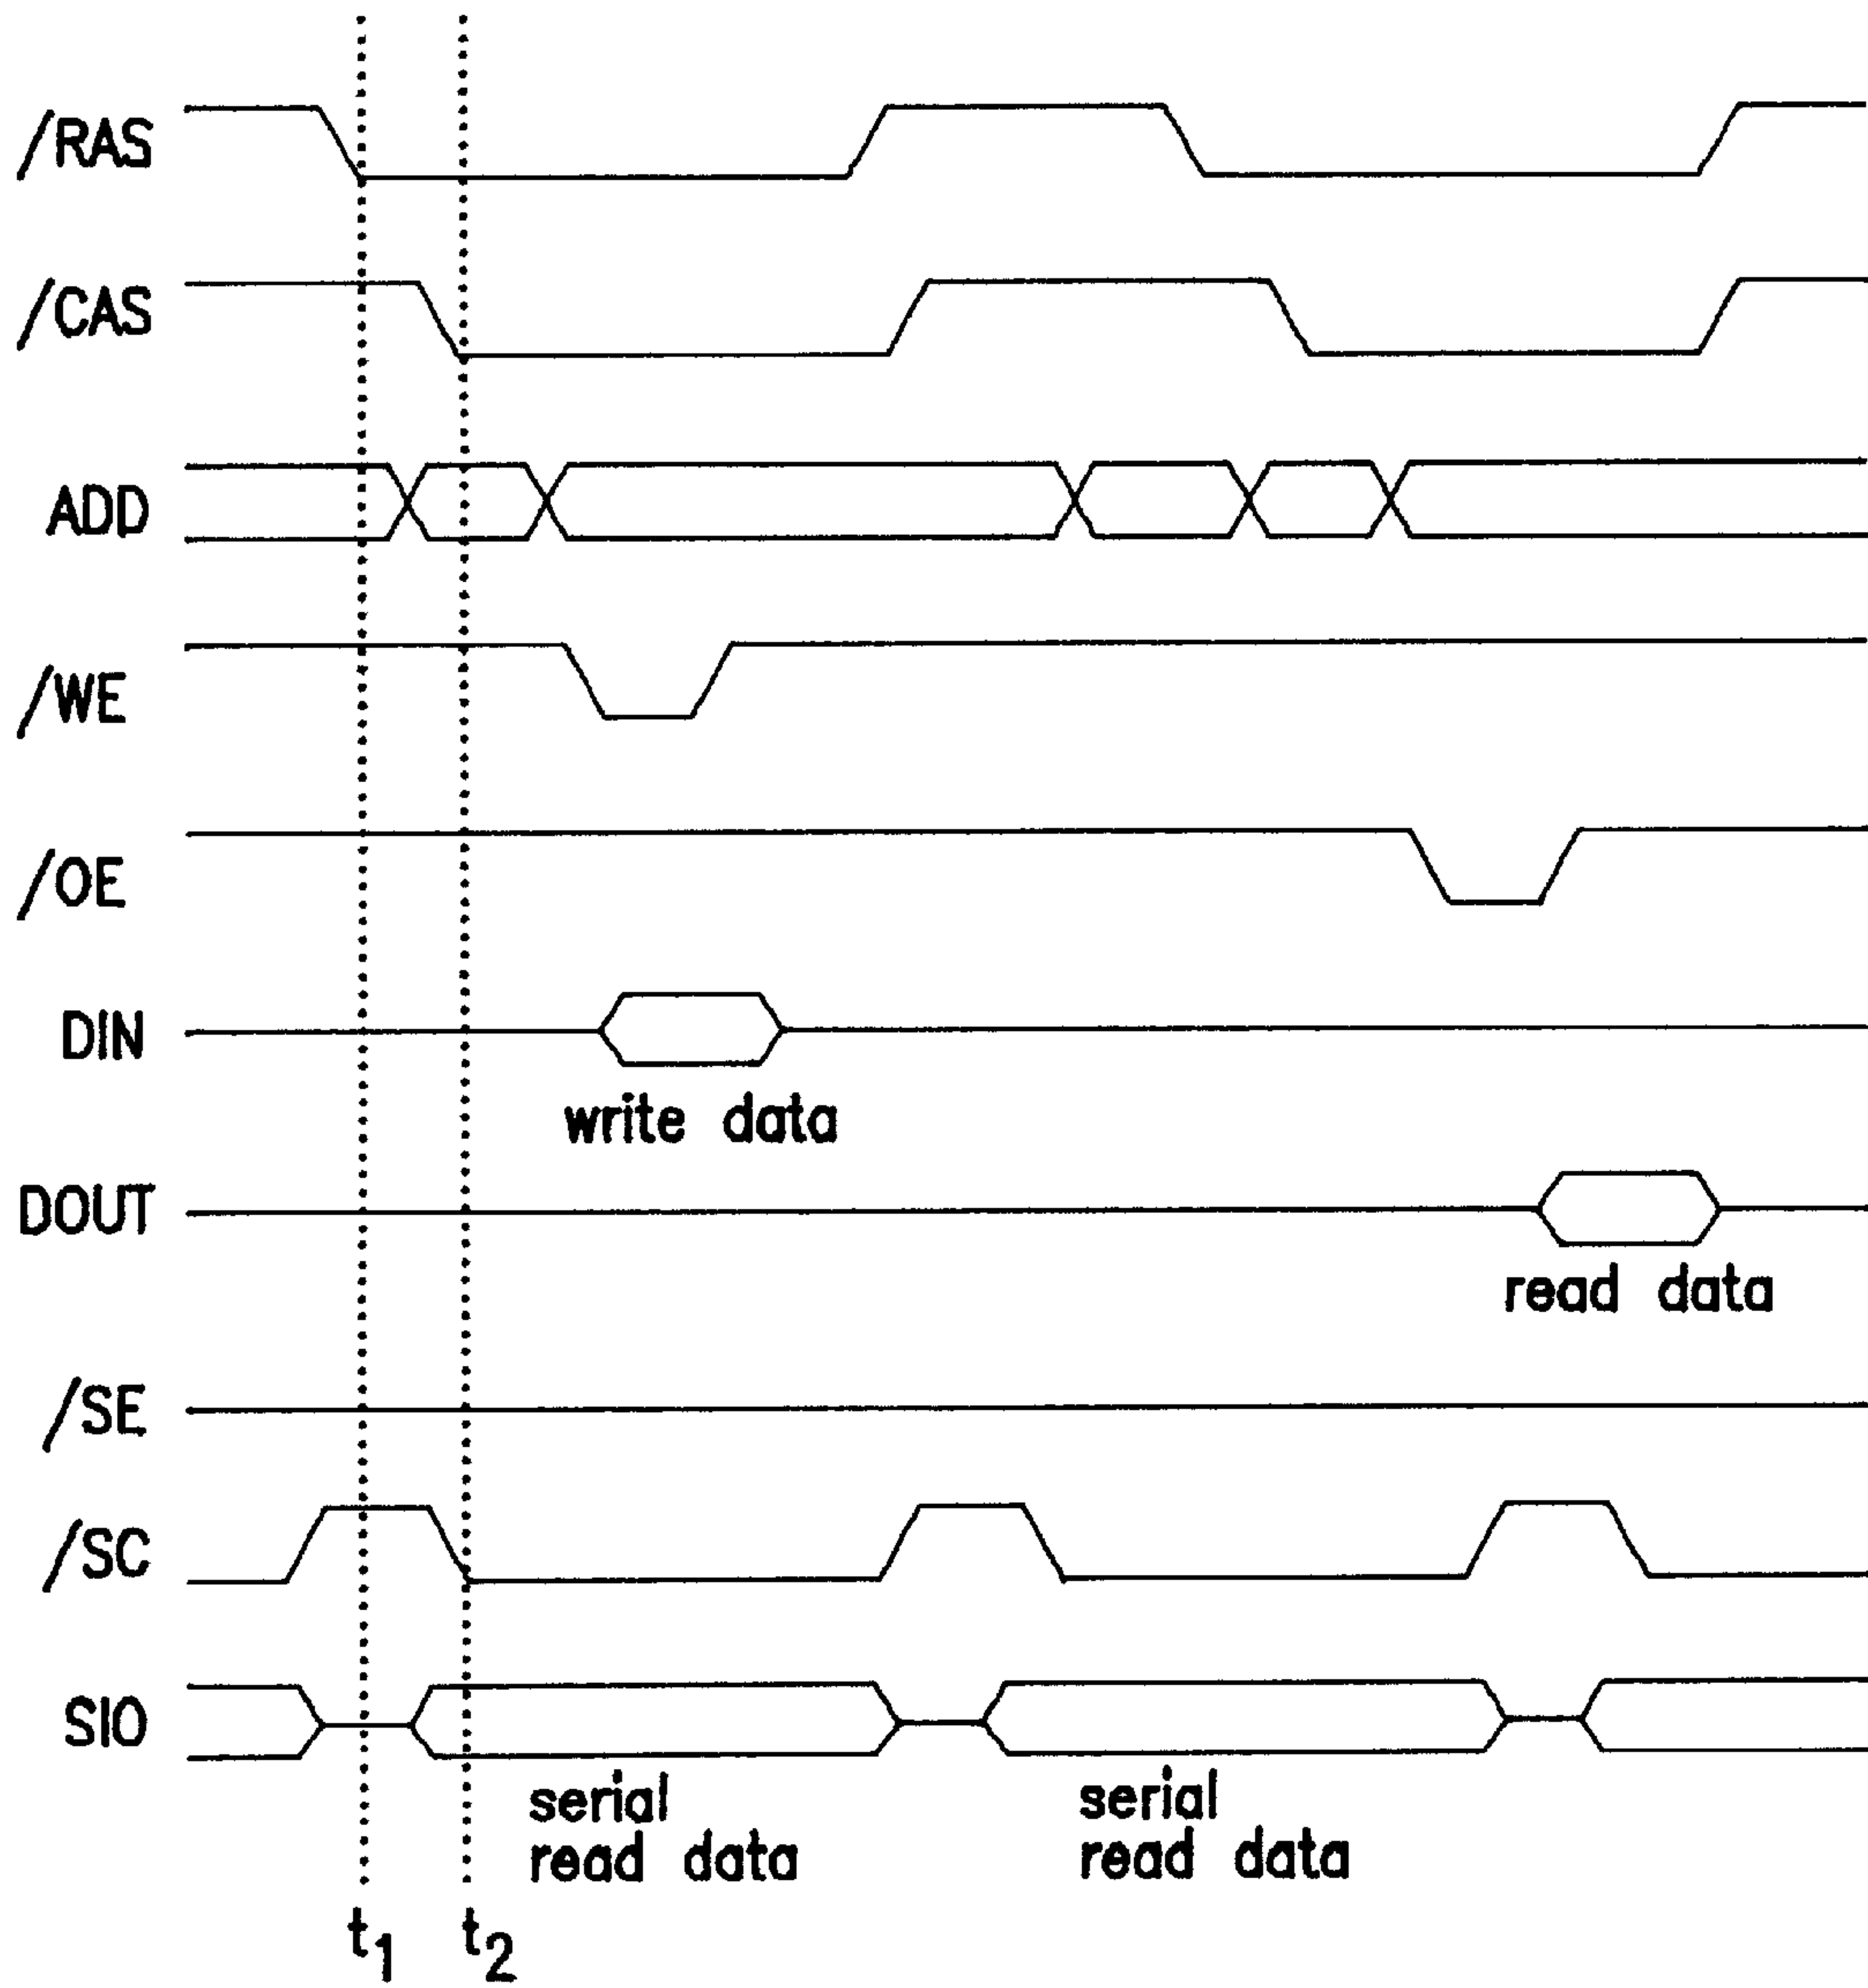 /RAS
/CAS
ADD
/WE
/OE
DIN
write data
DOUT
read data
/SE
/SC
SIO
serial
read data
serial
read data
t1
t2